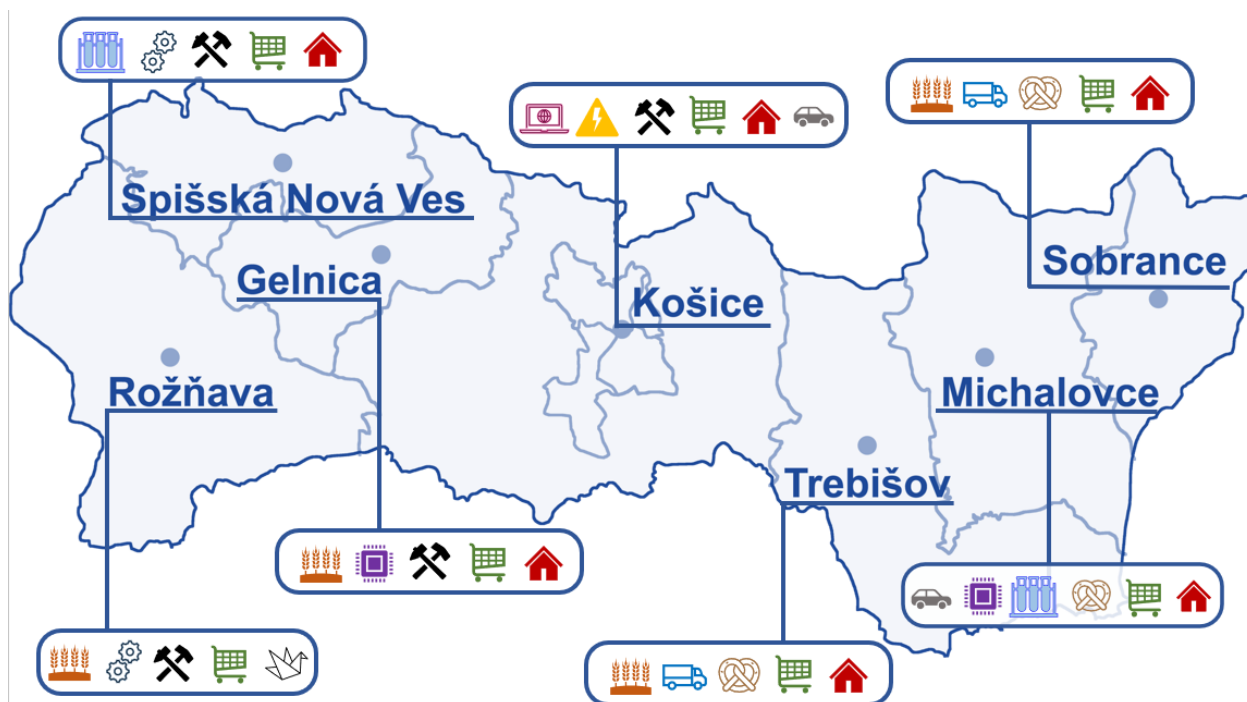 Spišská Nová Ves
Gelnica
Rožňava
Košice
Sobrance
Michalovce
Trebišov